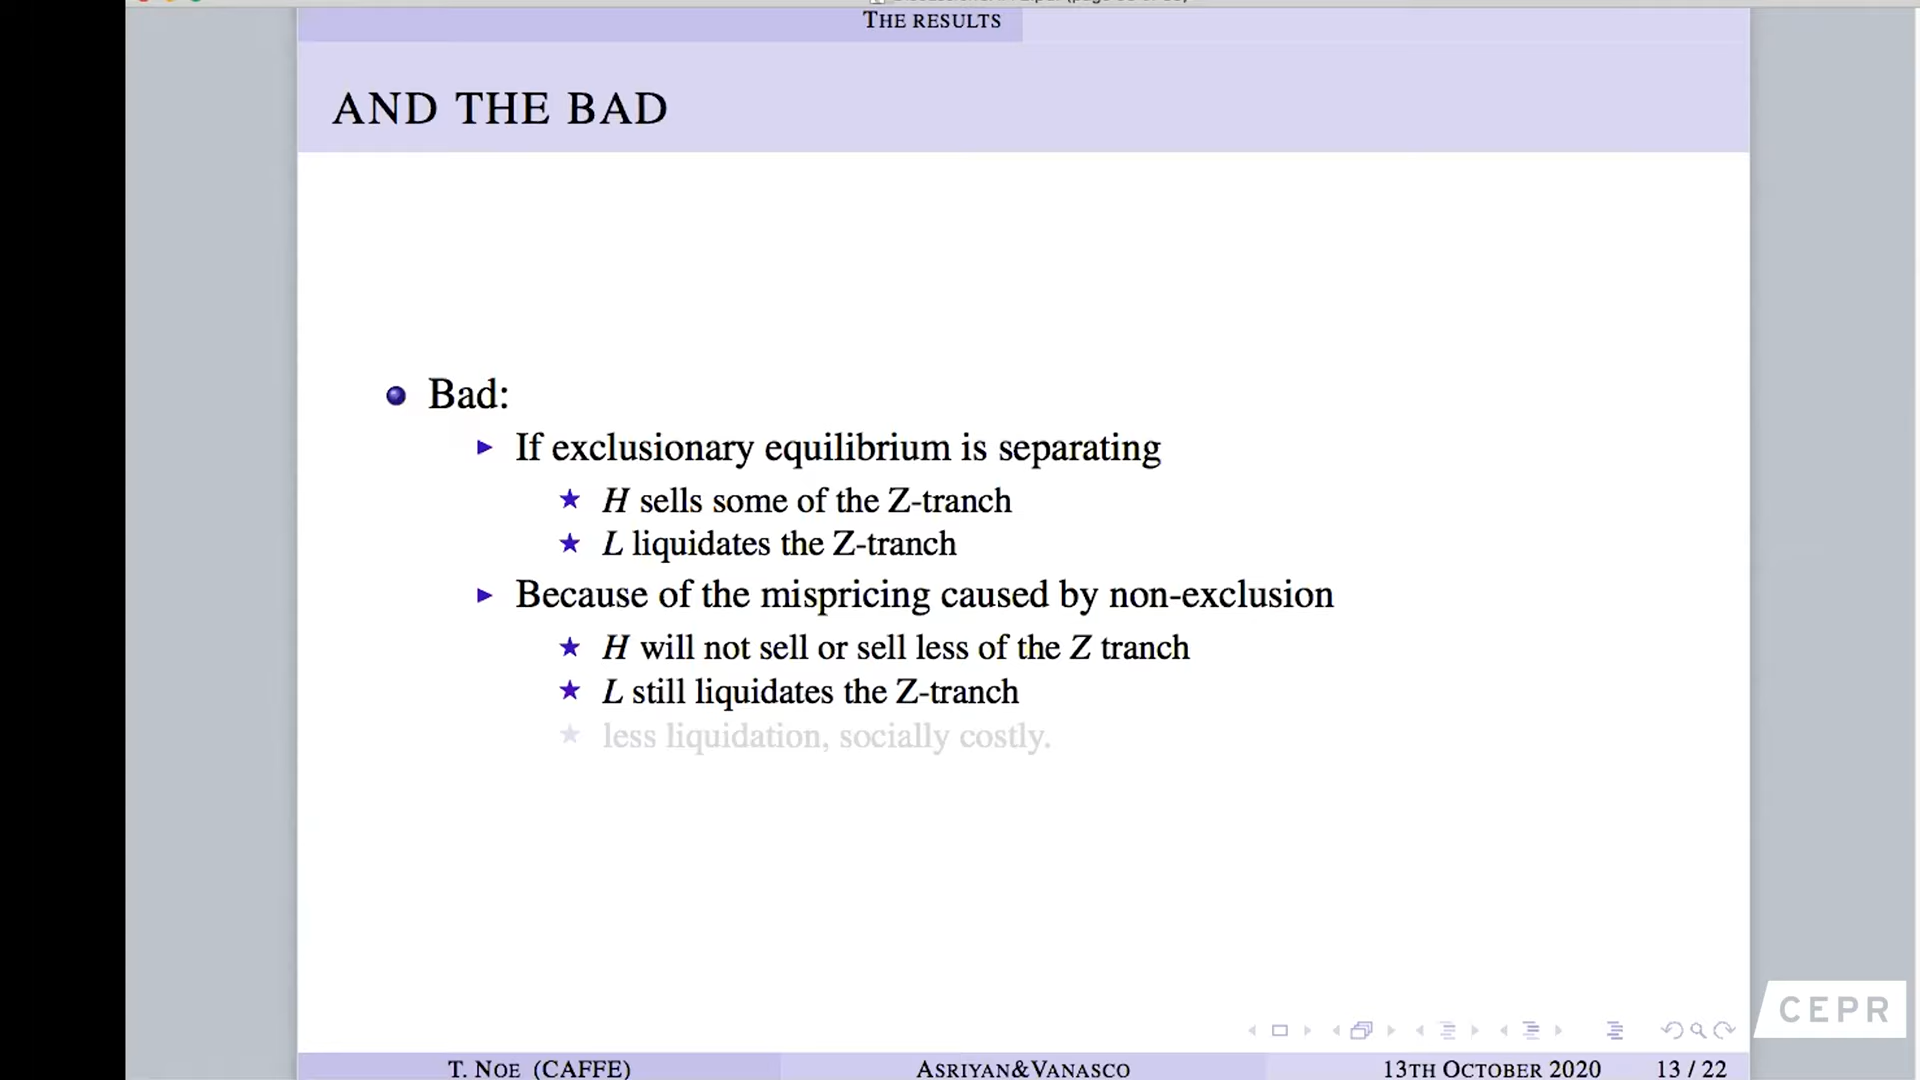 THE RESULTS
AND THE BAD
Bad:
If exclusionary equilibrium is separating
H sells some of the Z-tranch
L liquidates the Z-tranch
Because of the mispricing caused by non-exclusion
H will not sell or sell less of the Z tranch
L still liquidates the Z-tranch
less liquidation, socially costly.
CEPR
T. NOE (CAFFE) ASRIYAN&VANASCO 13TH OCTOBER 2020 13 / 22